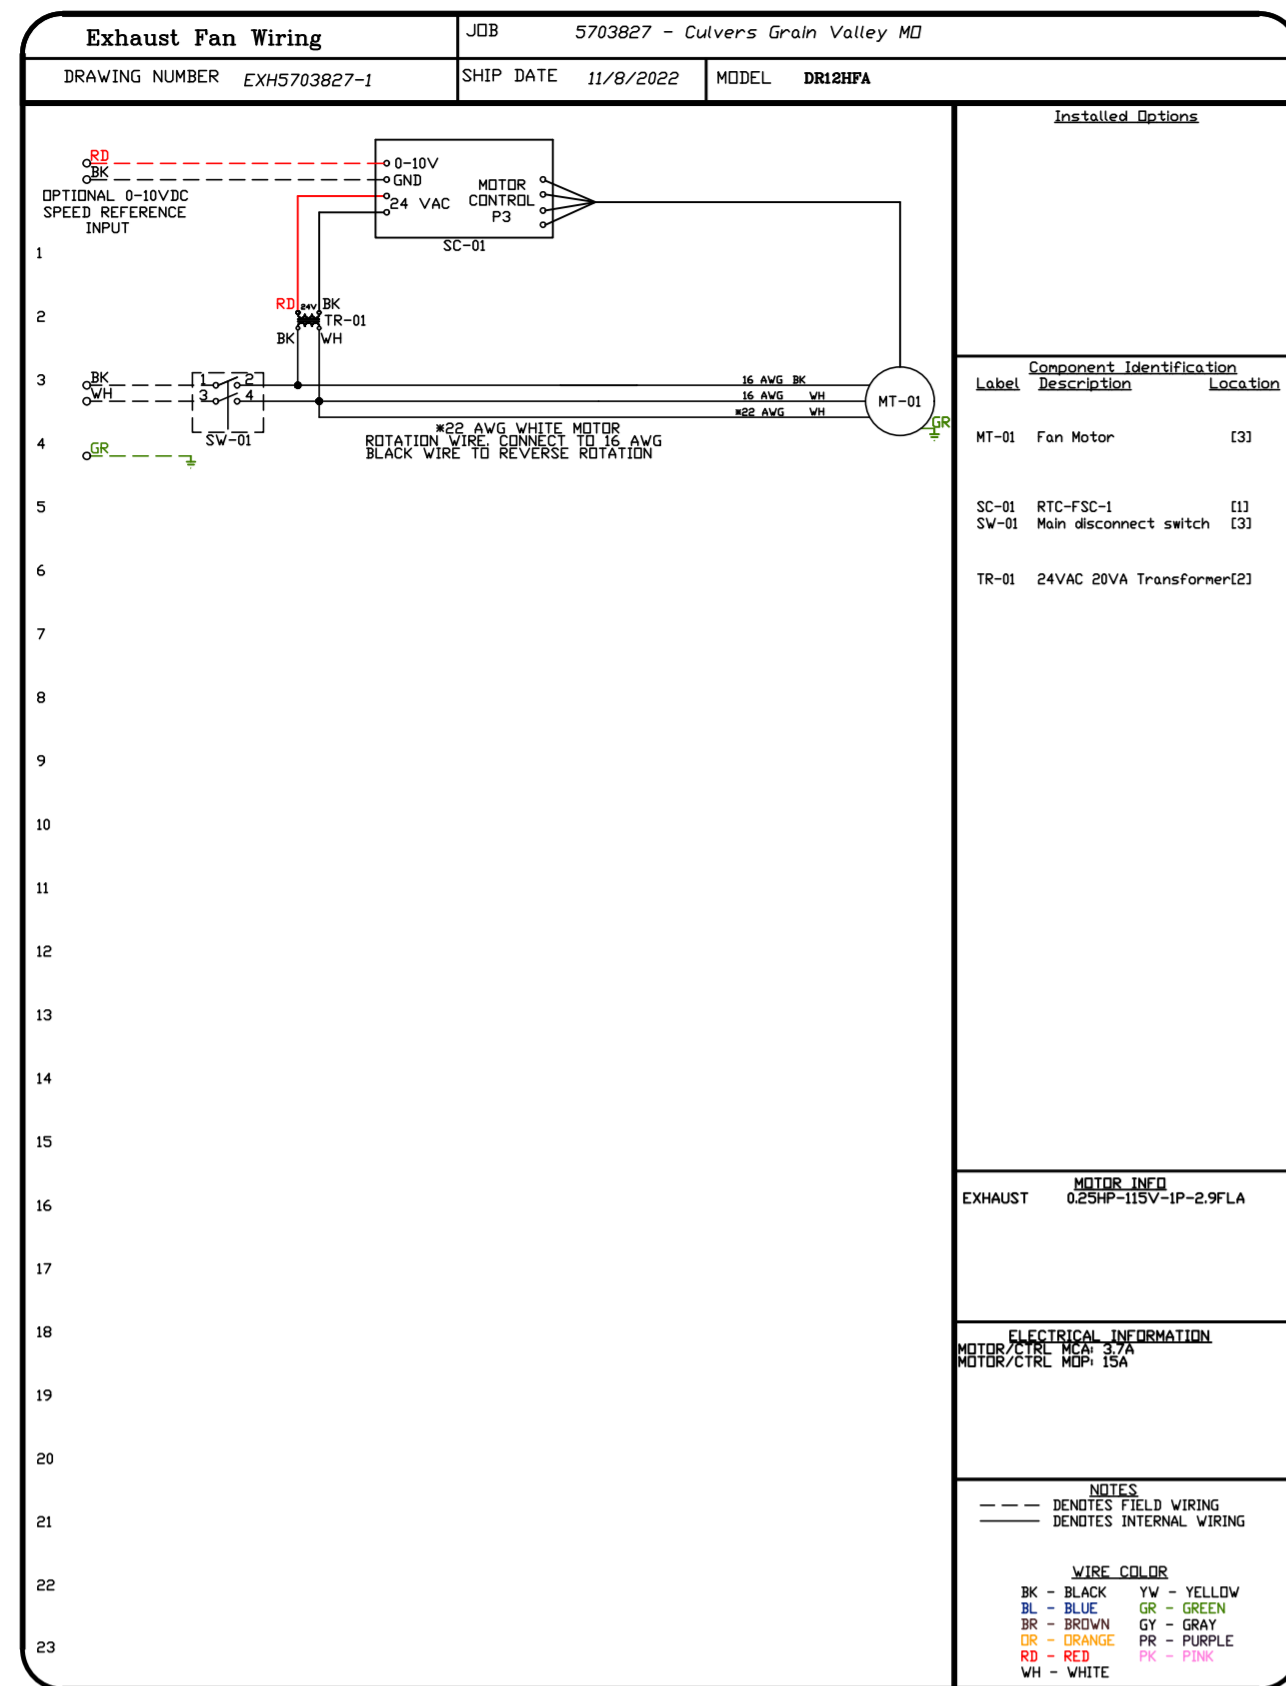 Exhaust Fan Wiring
JOB 5703827 - Culvers Grain Valley MO
DRAWING NUMBER EXH5703827-1
SHIP DATE 11/8/2022
MODEL DR12HFA
RD
BK
OPTIONAL 0-10VDC
SPEED REFERENCE
INPUT
0-10V
GND
24 VAC
MOTOR
CONTROL
P3
SC-01
1
2
RD 24V BK
TR-01
BK WH
3
BK
WH
1 2
3 4
SW-01
16 AWG BK
16 AWG WH
*22 AWG WH
MT-01
GR
*22 AWG WHITE MOTOR
ROTATION WIRE. CONNECT TO 16 AWG
BLACK WIRE TO REVERSE ROTATION
4
GR
5
6
7
8
9
10
11
12
13
14
15
16
17
18
19
20
21
22
23
Installed Options
Component Identification
Label Description Location
MT-01 Fan Motor [3]
SC-01 RTC-FSC-1 [1]
SW-01 Main disconnect switch [3]
TR-01 24VAC 20VA Transformer[2]
MOTOR INFO
EXHAUST 0.25HP-115V-1P-2.9FLA
ELECTRICAL INFORMATION
MOTOR/CTRL MCA: 3.7A
MOTOR/CTRL MOP: 15A
NOTES
DENOTES FIELD WIRING
DENOTES INTERNAL WIRING
WIRE COLOR
BK - BLACK YW - YELLOW
BL - BLUE GR - GREEN
BR - BROWN GY - GRAY
OR - ORANGE PR - PURPLE
RD - RED PK - PINK
WH - WHITE